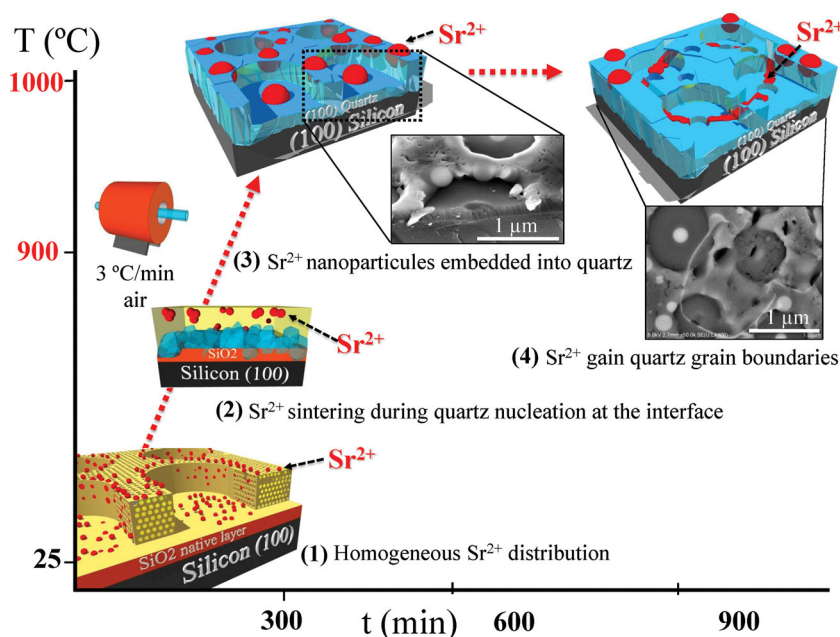 T (ºC)
1000
900
25
Sr²⁺
(100) Quartz
(100) Silicon
Sr²⁺
(100) Quartz
(100) Silicon
1 µm
(3) Sr²⁺ nanoparticules embedded into quartz
3 ºC/min
air
1 µm
(4) Sr²⁺ gain quartz grain boundaries
Sr²⁺
SiO2
Silicon (100)
(2) Sr²⁺ sintering during quartz nucleation at the interface
Sr²⁺
SiO2 native layer
Silicon (100)
(1) Homogeneous Sr²⁺ distribution
300
600
900
t (min)